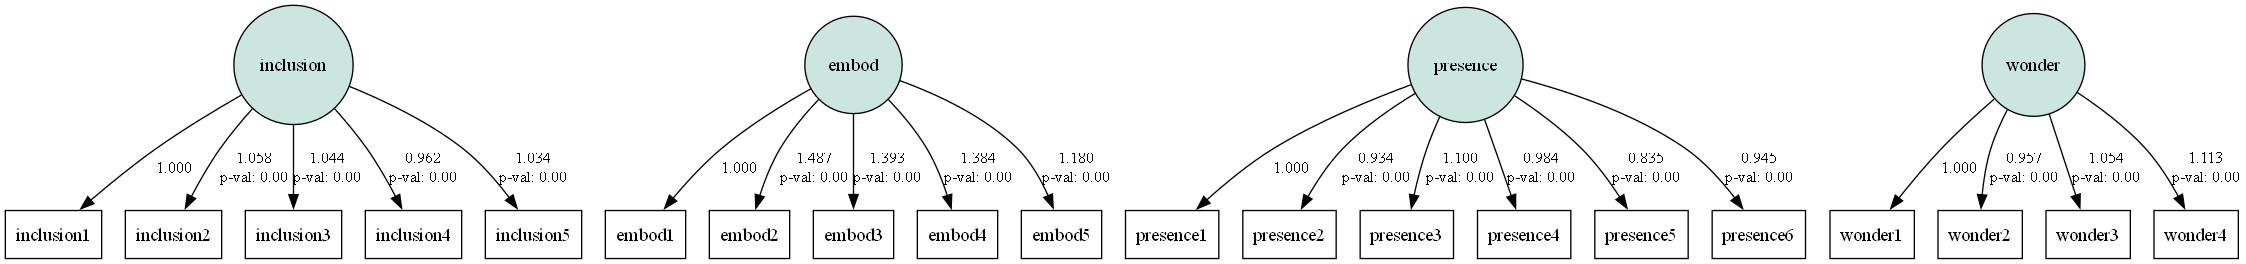 inclusion
embod
presence
wonder
1.000
1.058
p-val: 0.00
1.044
p-val: 0.00
0.962
p-val: 0.00
1.034
p-val: 0.00
1.000
1.487
p-val: 0.00
1.393
p-val: 0.00
1.384
p-val: 0.00
1.180
p-val: 0.00
1.000
0.934
p-val: 0.00
1.100
p-val: 0.00
0.984
p-val: 0.00
0.835
p-val: 0.00
0.945
p-val: 0.00
1.000
0.957
p-val: 0.00
1.054
p-val: 0.00
1.113
p-val: 0.00
inclusion1
inclusion2
inclusion3
inclusion4
inclusion5
embod1
embod2
embod3
embod4
embod5
presence1
presence2
presence3
presence4
presence5
presence6
wonder1
wonder2
wonder3
wonder4